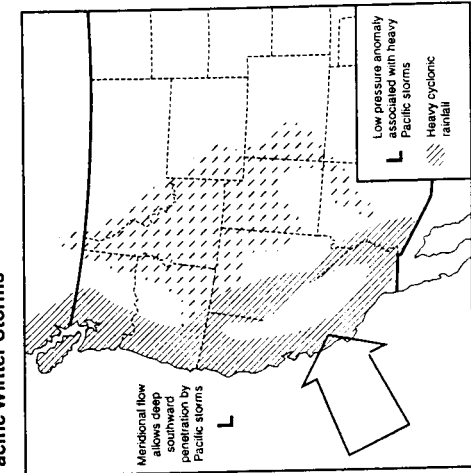 acific Winter Storms
Meridional flow
allows deep
southward
penetration by
Pacific storms
L
L
Low pressure anomaly
associated with heavy
Pacific storms
Heavy cyclonic
rainfall